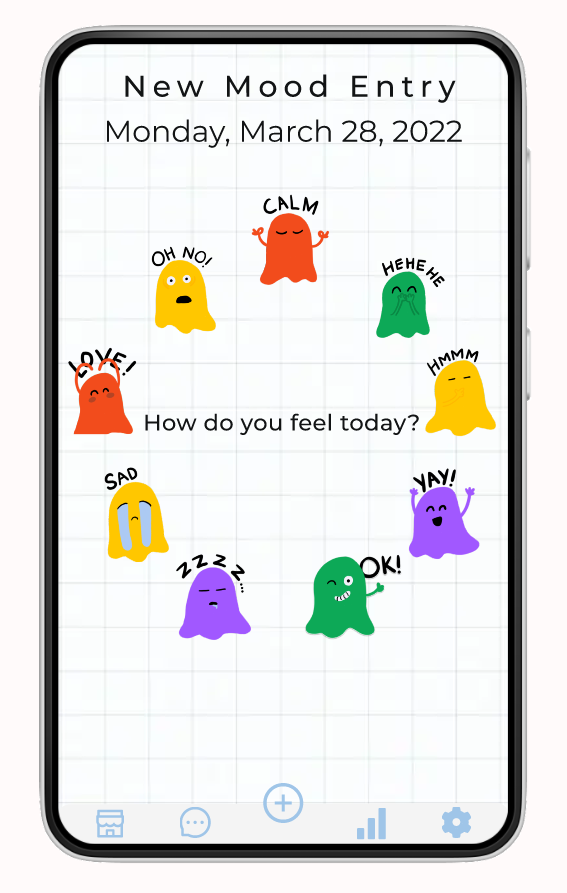 New Mood Entry
Monday, March 28, 2022
CALM
OH NO!
HEHEHE
LOVE!
HMMM
How do you feel today?
SAD
YAY!
ZZZZ...
OK!